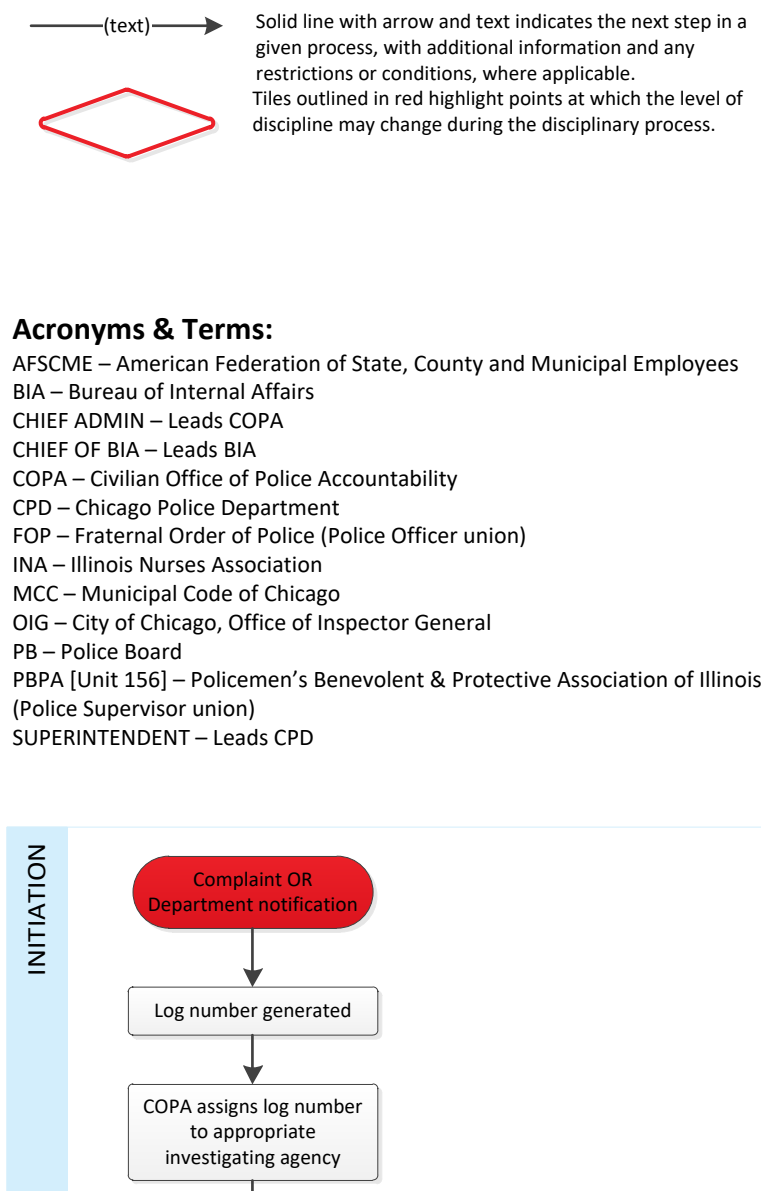 (text)
Solid line with arrow and text indicates the next step in a
given process, with additional information and any
restrictions or conditions, where applicable.
Tiles outlined in red highlight points at which the level of
discipline may change during the disciplinary process.
Acronyms & Terms:
AFSCME – American Federation of State, County and Municipal Employees
BIA – Bureau of Internal Affairs
CHIEF ADMIN – Leads COPA
CHIEF OF BIA – Leads BIA
COPA – Civilian Office of Police Accountability
CPD – Chicago Police Department
FOP – Fraternal Order of Police (Police Officer union)
INA – Illinois Nurses Association
MCC – Municipal Code of Chicago
OIG – City of Chicago, Office of Inspector General
PB – Police Board
PBPA [Unit 156] – Policemen’s Benevolent & Protective Association of Illinois
(Police Supervisor union)
SUPERINTENDENT – Leads CPD
INITIATION
Complaint OR
Department notification
Log number generated
COPA assigns log number
to appropriate
investigating agency